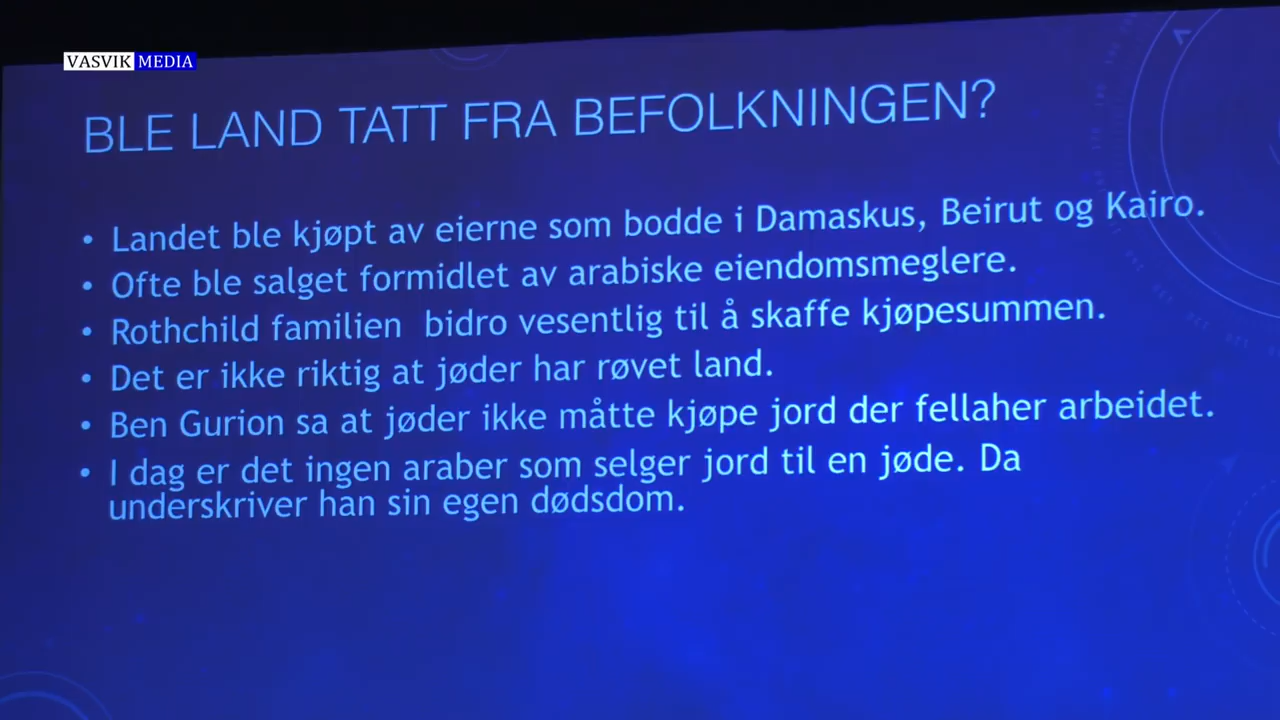 VASVIK MEDIA
BLE LAND TATT FRA BEFOLKNINGEN?
• Landet ble kjøpt av eierne som bodde i Damaskus, Beirut og Kairo.
• Ofte ble salget formidlet av arabiske eiendomsmeglere.
• Rothchild familien bidro vesentlig til å skaffe kjøpesummen.
• Det er ikke riktig at jøder har røvet land.
• Ben Gurion sa at jøder ikke måtte kjøpe jord der fellaher arbeidet.
• I dag er det ingen araber som selger jord til en jøde. Da
underskriver han sin egen dødsdom.